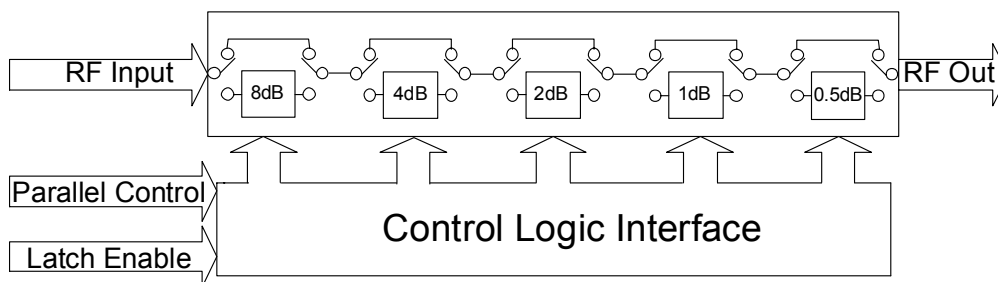 RF Input
8dB
4dB
2dB
1dB
0.5dB
RF Out
Parallel Control
Control Logic Interface
Latch Enable